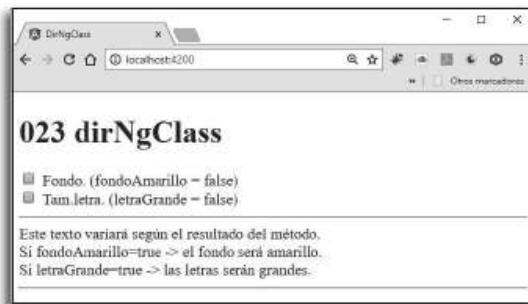 DirNgClass
localhost:4200
Otros marcadores
023 dirNgClass
Fondo. (fondoAmarillo = false)
Tam.letra. (letraGrande = false)
Este texto variará según el resultado del método.
Si fondoAmarillo=true -> el fondo será amarillo.
Si letraGrande=true -> las letras serán grandes.